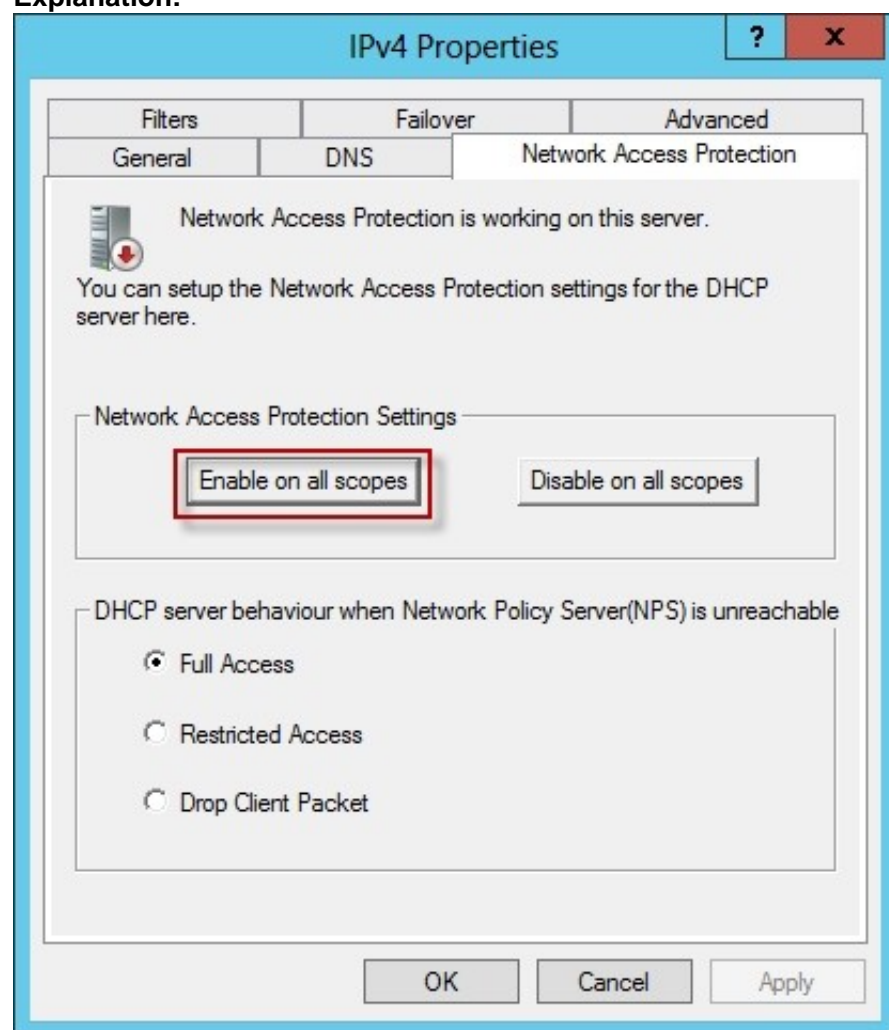 Explanation:
IPv4 Properties
?
x
Filters
Failover
Advanced
General
DNS
Network Access Protection
Network Access Protection is working on this server.
You can setup the Network Access Protection settings for the DHCP
server here.
Network Access Protection Settings
Enable on all scopes
Disable on all scopes
DHCP server behaviour when Network Policy Server(NPS) is unreachable
Full Access
Restricted Access
Drop Client Packet
OK
Cancel
Apply